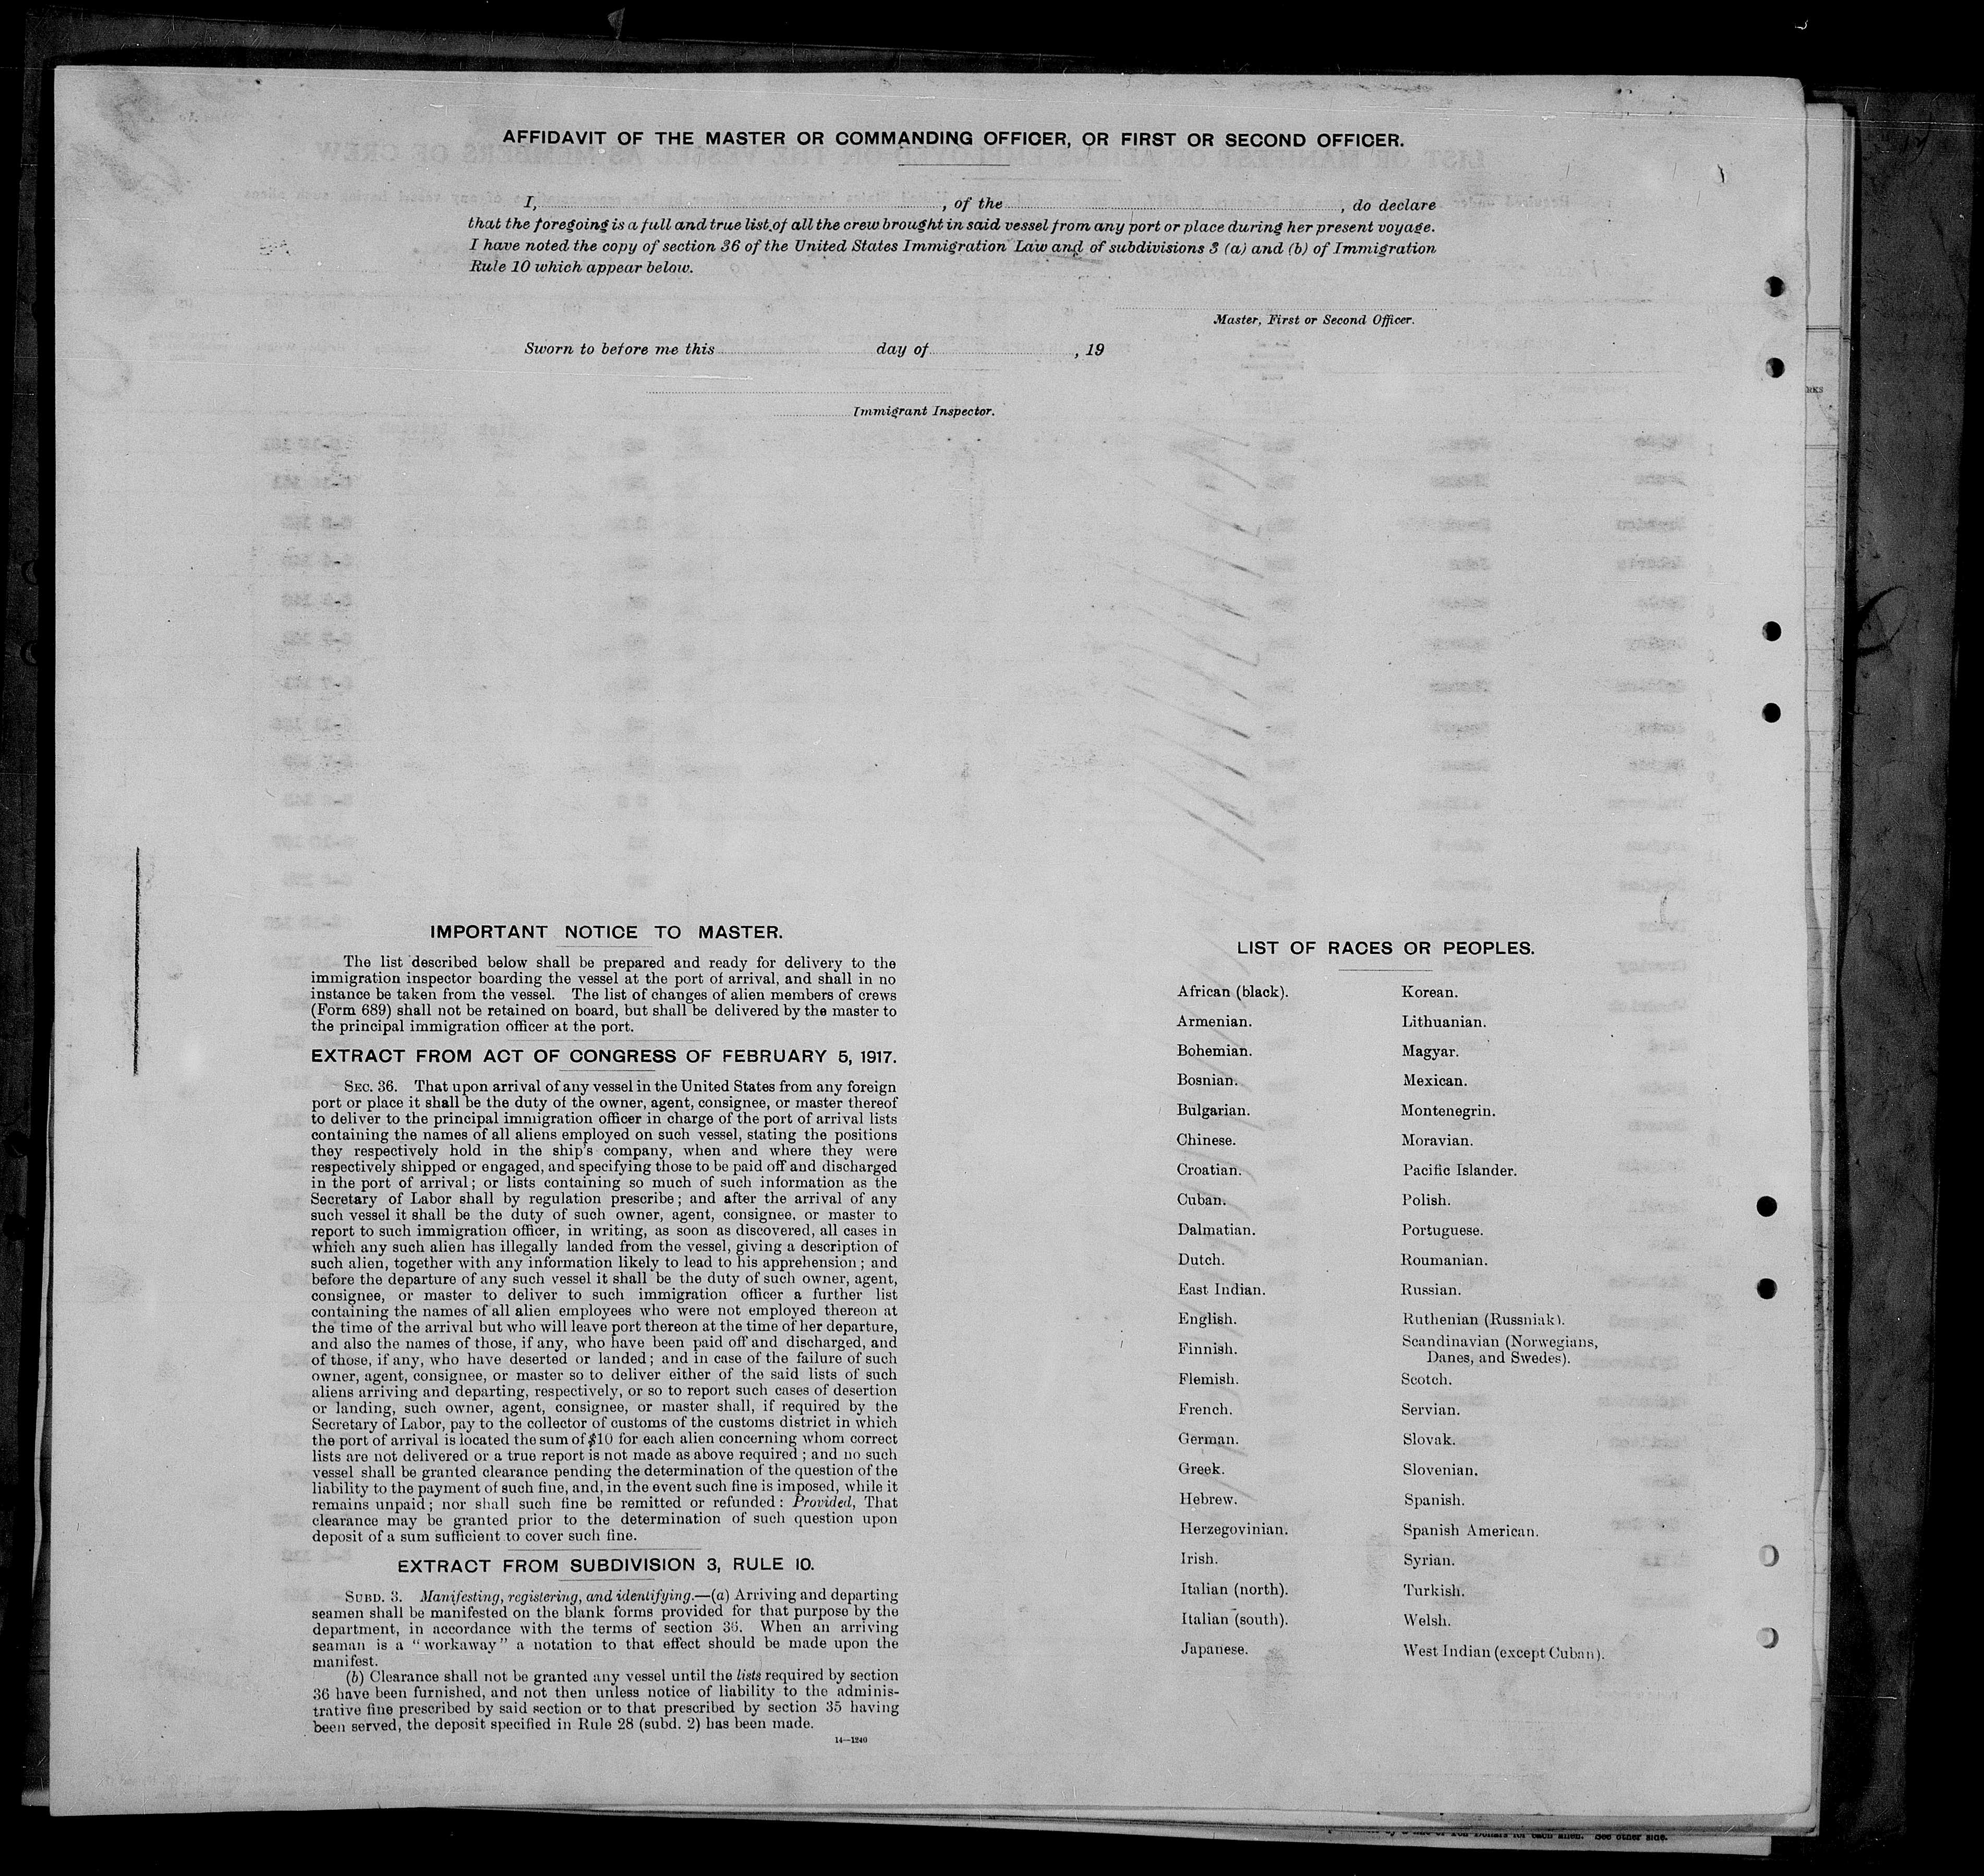 AFFIDAVIT OF THE MASTER OR COMMANDING OFFICER, OR FIRST OR SECOND OFFICER.
I, , of the , do declare
that the foregoing is a full and true list of all the crew brought in said vessel from any port or place during her present voyage.
I have noted the copy of section 36 of the United States Immigration Law and of subdivisions 3 (a) and (b) of Immigration
Rule 10 which appear below.
Master, First or Second Officer.
Sworn to before me this day of , 19
Immigrant Inspector.
IMPORTANT NOTICE TO MASTER.
The list described below shall be prepared and ready for delivery to the
immigration inspector boarding the vessel at the port of arrival, and shall in no
instance be taken from the vessel. The list of changes of alien members of crews
(Form 689) shall not be retained on board, but shall be delivered by the master to
the principal immigration officer at the port.
EXTRACT FROM ACT OF CONGRESS OF FEBRUARY 5, 1917.
SEC. 36. That upon arrival of any vessel in the United States from any foreign
port or place it shall be the duty of the owner, agent, consignee, or master thereof
to deliver to the principal immigration officer in charge of the port of arrival lists
containing the names of all aliens employed on such vessel, stating the positions
they respectively hold in the ship's company, when and where they were
respectively shipped or engaged, and specifying those to be paid off and discharged
in the port of arrival; or lists containing so much of such information as the
Secretary of Labor shall by regulation prescribe; and after the arrival of any
such vessel it shall be the duty of such owner, agent, consignee, or master to
report to such immigration officer, in writing, as soon as discovered, all cases in
which any such alien has illegally landed from the vessel, giving a description of
such alien, together with any information likely to lead to his apprehension; and
before the departure of any such vessel it shall be the duty of such owner, agent,
consignee, or master to deliver to such immigration officer a further list
containing the names of all alien employees who were not employed thereon at
the time of the arrival but who will leave port thereon at the time of her departure,
and also the names of those, if any, who have been paid off and discharged, and
of those, if any, who have deserted or landed; and in case of the failure of such
owner, agent, consignee, or master so to deliver either of the said lists of such
aliens arriving and departing, respectively, or so to report such cases of desertion
or landing, such owner, agent, consignee, or master shall, if required by the
Secretary of Labor, pay to the collector of customs of the customs district in which
the port of arrival is located the sum of $10 for each alien concerning whom correct
lists are not delivered or a true report is not made as above required; and no such
vessel shall be granted clearance pending the determination of the question of the
liability to the payment of such fine, and, in the event such fine is imposed, while it
remains unpaid; nor shall such fine be remitted or refunded: Provided, That
clearance may be granted prior to the determination of such question upon
deposit of a sum sufficient to cover such fine.
EXTRACT FROM SUBDIVISION 3, RULE 10.
SUBD. 3. Manifesting, registering, and identifying.—(a) Arriving and departing
seamen shall be manifested on the blank forms provided for that purpose by the
department, in accordance with the terms of section 36. When an arriving
seaman is a "workaway" a notation to that effect should be made upon the
manifest.
(b) Clearance shall not be granted any vessel until the lists required by section
36 have been furnished, and not then unless notice of liability to the adminis-
trative fine prescribed by said section or to that prescribed by section 35 having
been served, the deposit specified in Rule 28 (subd. 2) has been made.
14—1240
LIST OF RACES OR PEOPLES.
African (black).
Armenian.
Bohemian.
Bosnian.
Bulgarian.
Chinese.
Croatian.
Cuban.
Dalmatian.
Dutch.
East Indian.
English.
Finnish.
Flemish.
French.
German.
Greek.
Hebrew.
Herzegovinian.
Irish.
Italian (north).
Italian (south).
Japanese.
Korean.
Lithuanian.
Magyar.
Mexican.
Montenegrin.
Moravian.
Pacific Islander.
Polish.
Portuguese.
Roumanian.
Russian.
Ruthenian (Russniak).
Scandinavian (Norwegians,
Danes, and Swedes).
Scotch.
Servian.
Slovak.
Slovenian.
Spanish.
Spanish American.
Syrian.
Turkish.
Welsh.
West Indian (except Cuban).
for each alien. See other side.